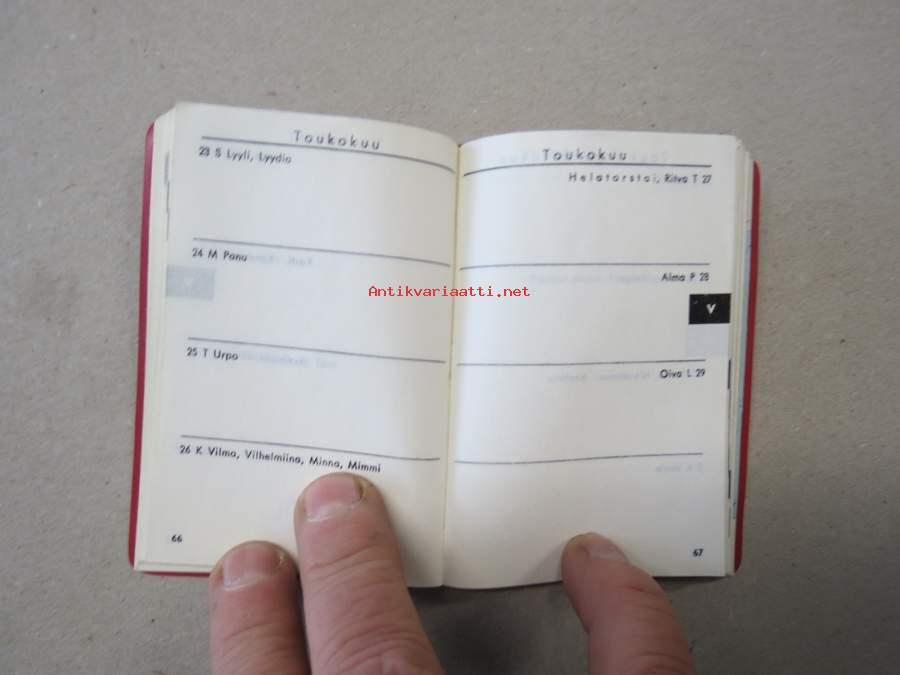 Toukokuu
23 S Lyyli, Lyydia
24 M Panu
25 T Urpo
26 K Vilma, Vilhelmiina, Minna, Mimmi
66
Toukokuu
Helatorstai, Ritva T 27
Alma P 28
V
Oiva L 29
67
Antikvariaatti.net